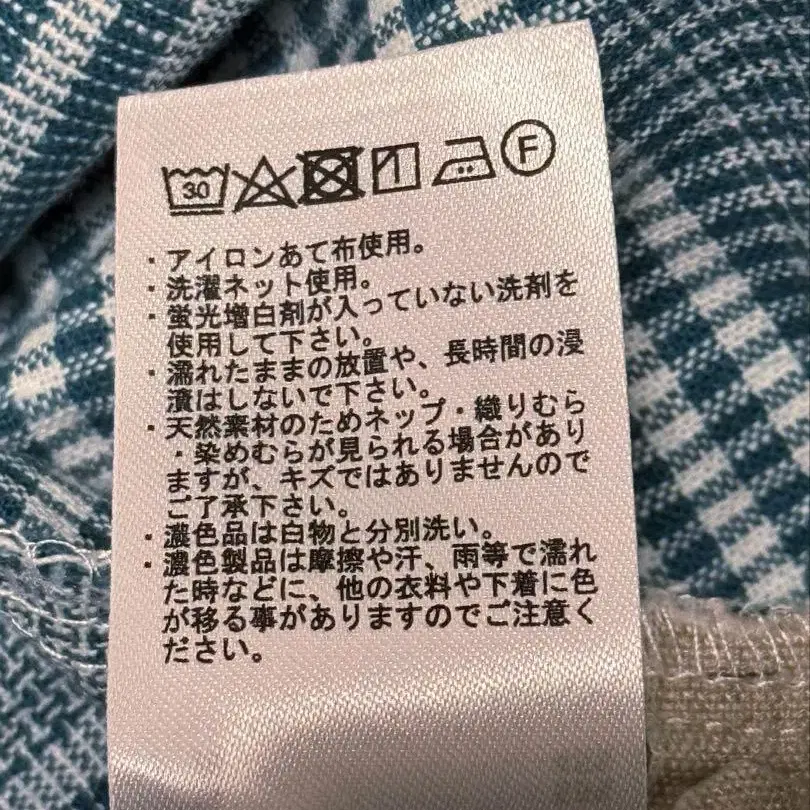 30 F
・アイロンあて布使用。
・洗濯ネット使用。
・蛍光増白剤が入っていない洗剤を
使用して下さい。
・濡れたままの放置や、長時間の浸
漬はしないで下さい。
・天然素材のためネップ・織りむら
・染めむらが見られる場合があり
ますが、キズではありませんので
ご了承下さい。
・濃色品は白物と分別洗い。
・濃色製品は摩擦や汗、雨等で濡れ
た時などに、他の衣料や下着に色
が移る事がありますのでご注意く
ださい。